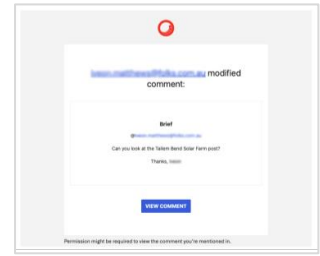 modified
comment:
Brief
Can you look at the Tailem Bend Solar Farm post?
Thanks,
VIEW COMMENT
Permission might be required to view the comment you're mentioned in.